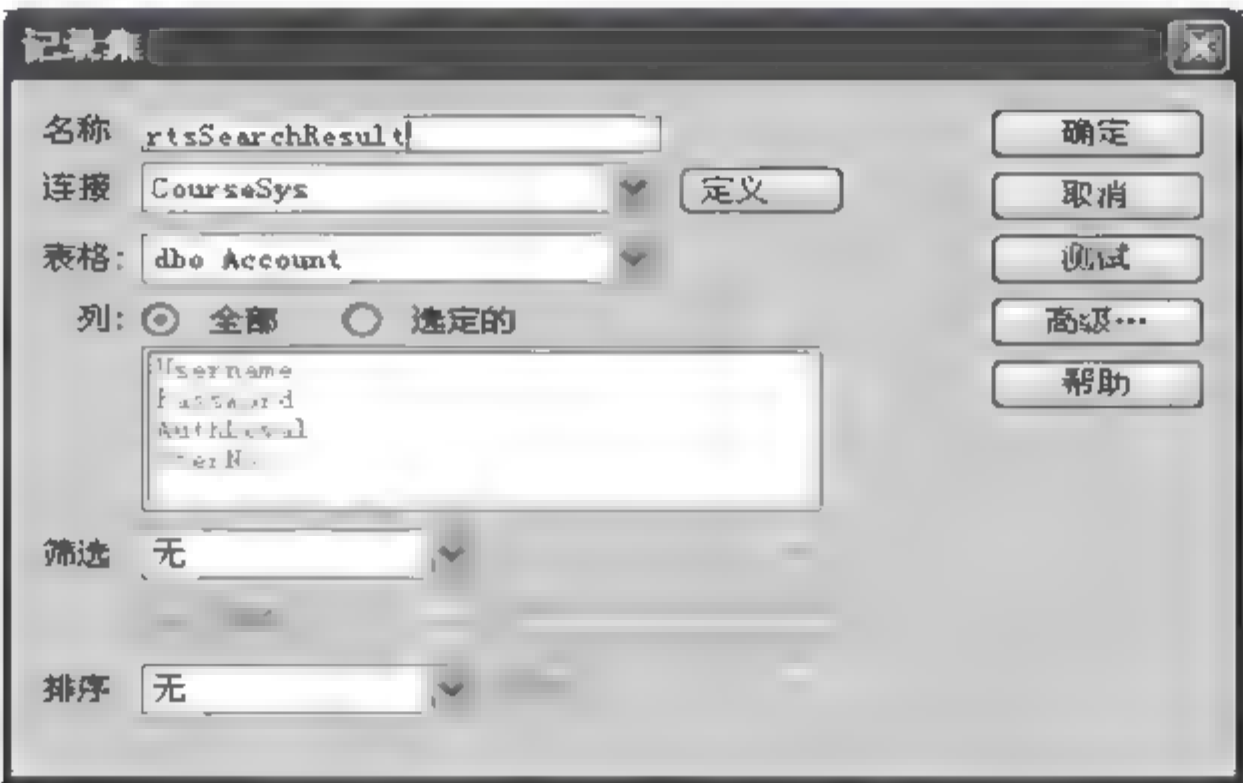 记录集
名称 rtsSearchResult
连接 CourseSys 定义
表格: dbo Account
列: 全部 选定的
Username
Password
AuthLevel
筛选 无
排序 无
确定
取消
测试
高级…
帮助